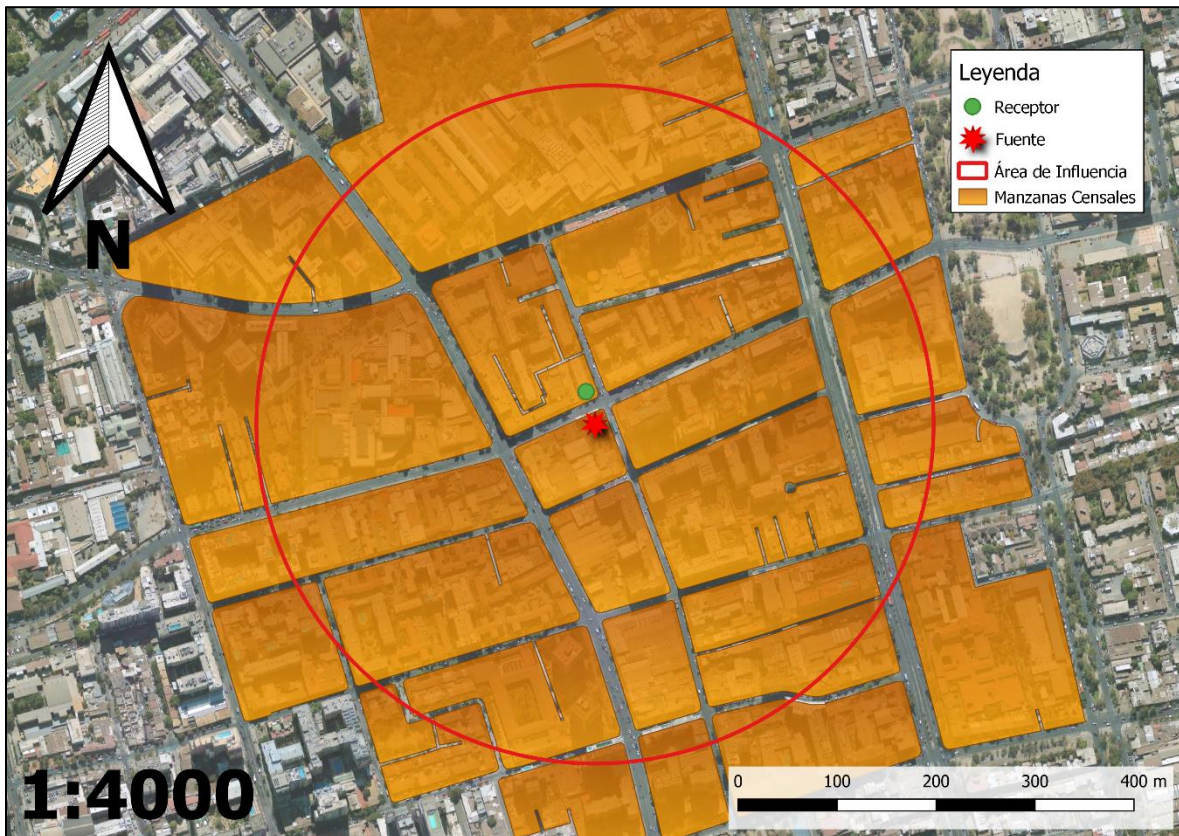 Leyenda
Receptor
Fuente
Área de Influencia
Manzanas Censales
N
1:4000
0 100 200 300 400 m